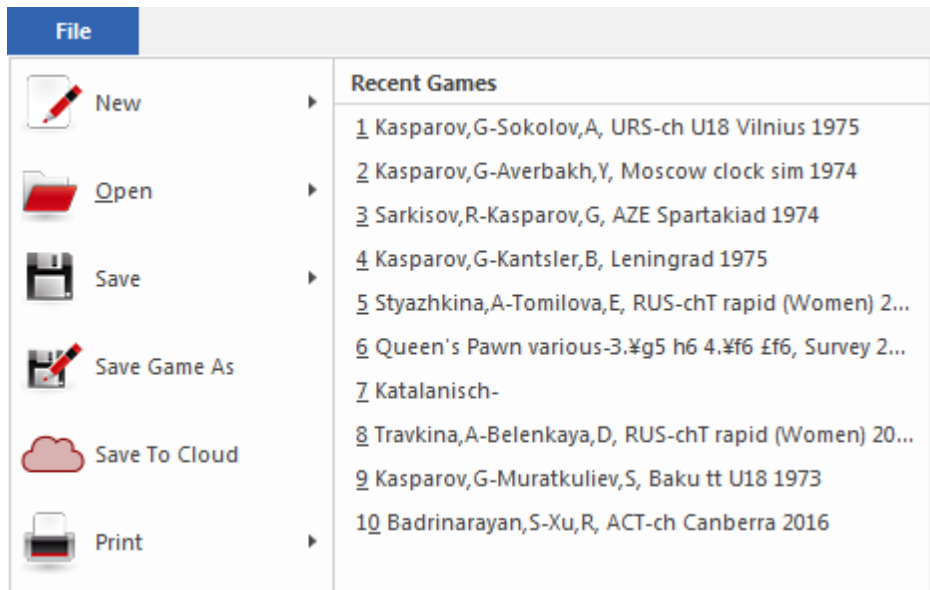 File
New
Open
Save
Save Game As
Save To Cloud
Print
Recent Games
1 Kasparov,G-Sokolov,A, URS-ch U18 Vilnius 1975
2 Kasparov,G-Averbakh,Y, Moscow clock sim 1974
3 Sarkisov,R-Kasparov,G, AZE Spartakiad 1974
4 Kasparov,G-Kantsler,B, Leningrad 1975
5 Styazhkina,A-Tomilova,E, RUS-chT rapid (Women) 2...
6 Queen's Pawn various-3.¥g5 h6 4.¥f6 £f6, Survey 2...
7 Katalanisch-
8 Travkina,A-Belenkaya,D, RUS-chT rapid (Women) 20...
9 Kasparov,G-Muratkuliev,S, Baku tt U18 1973
10 Badrinarayan,S-Xu,R, ACT-ch Canberra 2016